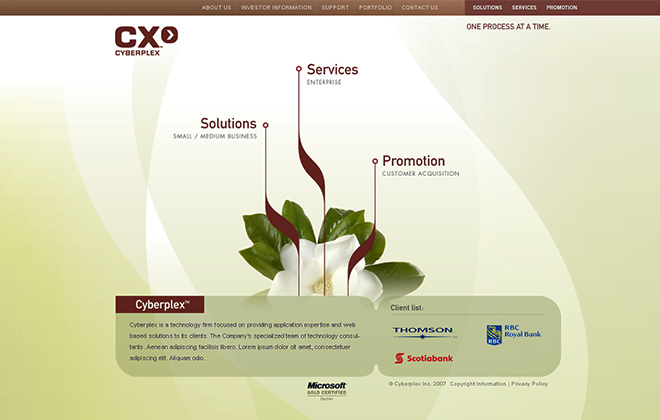 ABOUT US INVESTOR INFORMATION SUPPORT PORTFOLIO CONTACT US SOLUTIONS SERVICES PROMOTION
ONE PROCESS AT A TIME.
CX
CYBERPLEX
Services
ENTERPRISE
Solutions
SMALL / MEDIUM BUSINESS
Promotion
CUSTOMER ACQUISITION
Cyberplex™
Cyberplex is a technology firm focused on providing application expertise and web
based solutions to its clients. The Company's specialized team of technology consul-
tants. Aenean adipiscing facilisis libero. Lorem ipsum dolor sit amet, consectetuer
adipiscing elit. Aliquam odio.
Client list:
THOMSON
RBC
RBC
Royal Bank
Scotiabank
Microsoft
GOLD CERTIFIED
Partner
© Cyberplex Inc. 2007 Copyright Information | Privacy Policy